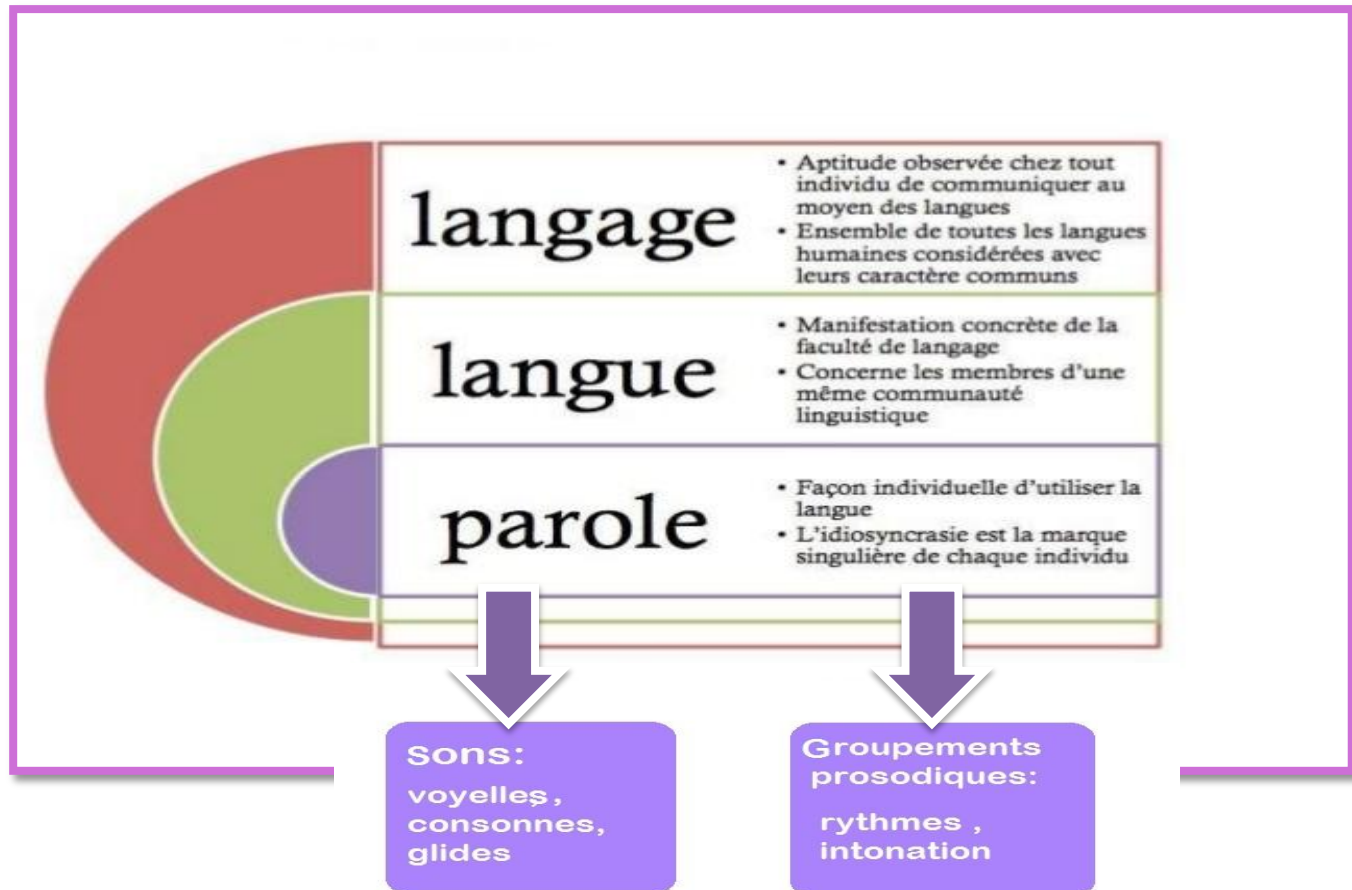 langage
• Aptitude observée chez tout
individu de communiquer au
moyen des langues
• Ensemble de toutes les langues
humaines considérées avec
leurs caractère communs
langue
• Manifestation concrète de la
faculté de langage
• Concerne les membres d'une
même communauté
linguistique
parole
• Façon individuelle d'utiliser la
langue
• L'idiosyncrasie est la marque
singulière de chaque individu
Sons:
voyelles,
consonnes,
glides
Groupements
prosodiques:
rythmes ,
intonation